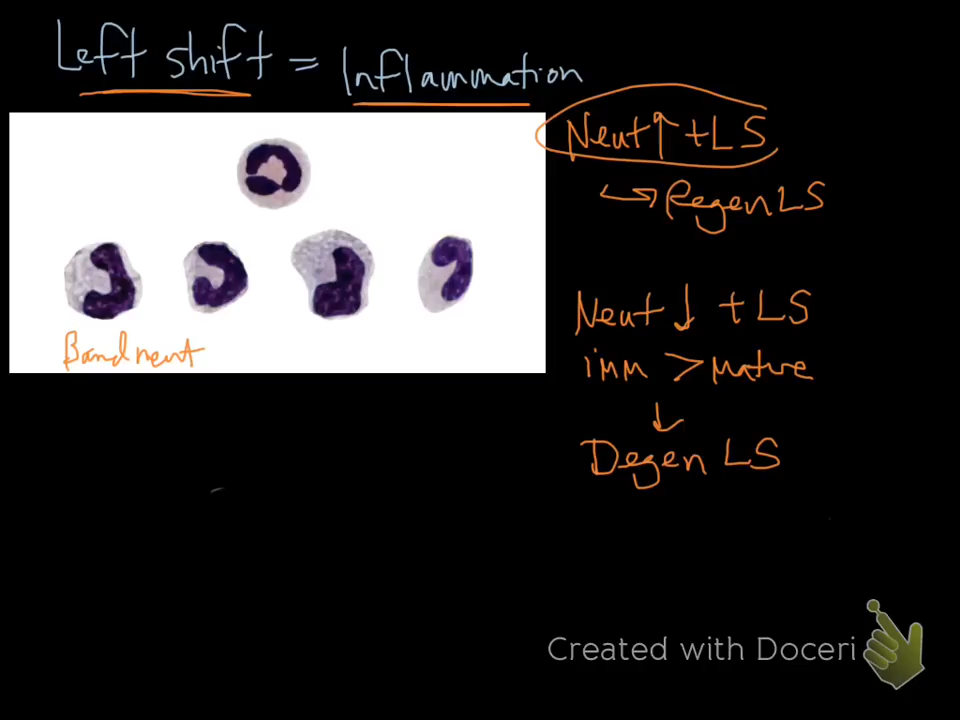 Left shift = Inflammation
Neut↑ + LS
↪ Regen LS
Band neut
Neut ↓ + LS
imm > mature
↓
Degen LS
Created with Doceri